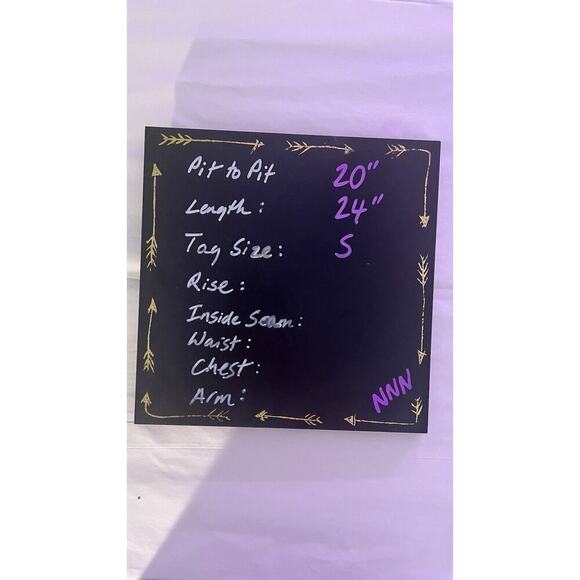 Pit to Pit 20"
Length: 24"
Tag Size: S
Rise:
Inside Seam:
Waist:
Chest:
Arm:
NNN